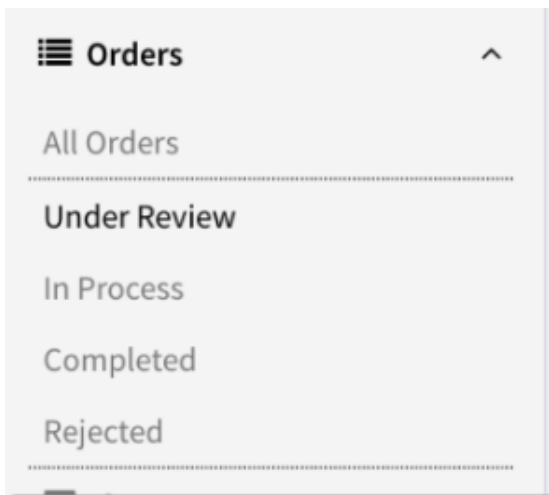 Orders
All Orders
Under Review
In Process
Completed
Rejected